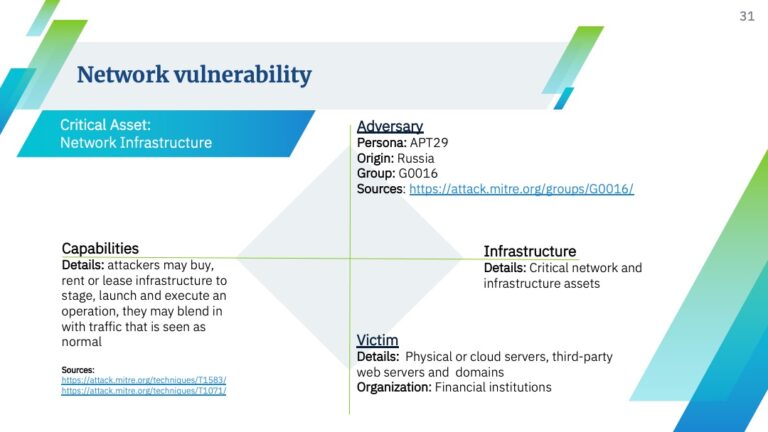 31
Network vulnerability
Critical Asset:
Network Infrastructure
Adversary
Persona: APT29
Origin: Russia
Group: G0016
Sources: https://attack.mitre.org/groups/G0016/
Capabilities
Details: attackers may buy,
rent or lease infrastructure to
stage, launch and execute an
operation, they may blend in
with traffic that is seen as
normal
Sources:
https://attack.mitre.org/techniques/T1583/
https://attack.mitre.org/techniques/T1071/
Infrastructure
Details: Critical network and
infrastructure assets
Victim
Details: Physical or cloud servers, third-party
web servers and domains
Organization: Financial institutions